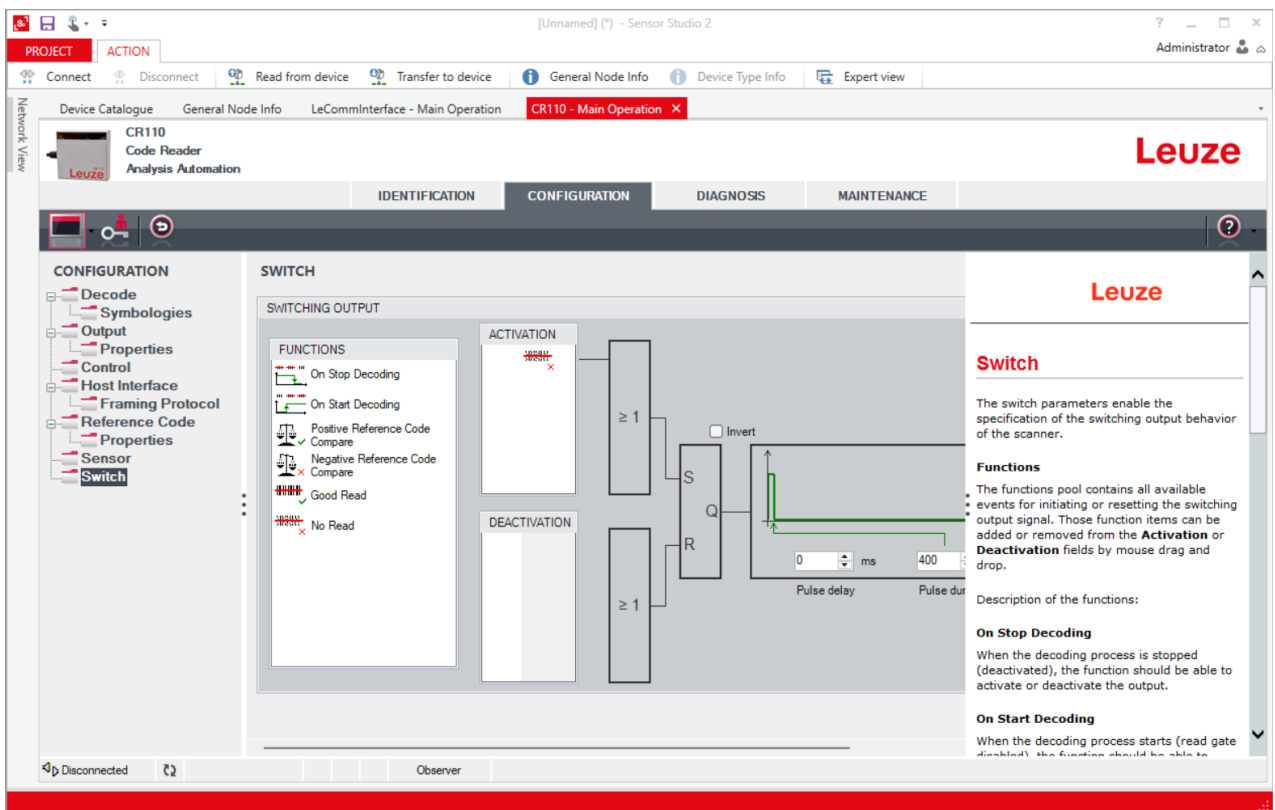 [Unnamed] (*) - Sensor Studio 2
PROJECT ACTION
Administrator
Connect Disconnect Read from device Transfer to device General Node Info Device Type Info Expert view
Network View
Device Catalogue General Node Info LeCommInterface - Main Operation CR110 - Main Operation
CR110
Code Reader
Analysis Automation
Leuze
Leuze
IDENTIFICATION CONFIGURATION DIAGNOSIS MAINTENANCE
CONFIGURATION
Decode
Symbologies
Output
Properties
Control
Host Interface
Framing Protocol
Reference Code
Properties
Sensor
Switch
SWITCH
SWITCHING OUTPUT
FUNCTIONS
On Stop Decoding
On Start Decoding
Positive Reference Code
Compare
Negative Reference Code
Compare
Good Read
No Read
ACTIVATION
≥ 1
DEACTIVATION
≥ 1
S
Q
R
Invert
0 ms 400
Pulse delay Pulse dur
Leuze
Switch
The switch parameters enable the
specification of the switching output behavior
of the scanner.
Functions
The functions pool contains all available
events for initiating or resetting the switching
output signal. Those function items can be
added or removed from the Activation or
Deactivation fields by mouse drag and
drop.
Description of the functions:
On Stop Decoding
When the decoding process is stopped
(deactivated), the function should be able to
activate or deactivate the output.
On Start Decoding
When the decoding process starts (read gate
disabled), the function should be able to
Disconnected Observer